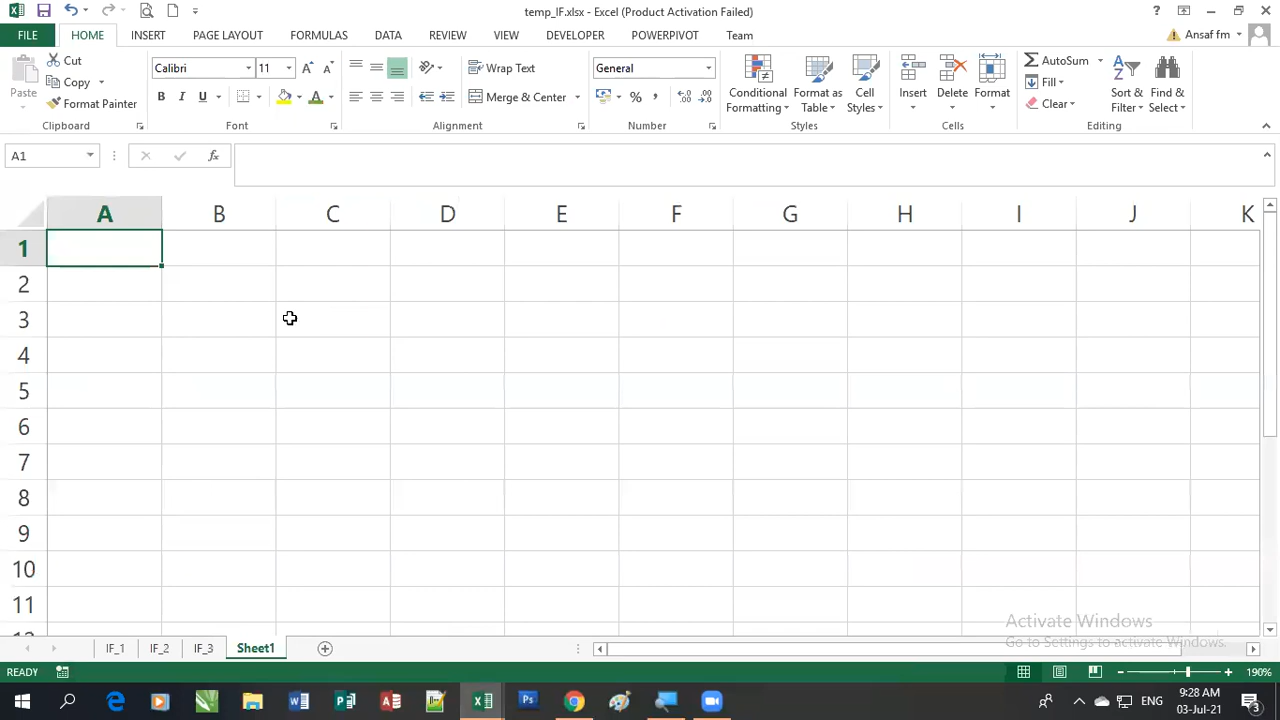 temp_IF.xlsx - Excel (Product Activation Failed)
?
FILE HOME INSERT PAGE LAYOUT FORMULAS DATA REVIEW VIEW DEVELOPER POWERPIVOT Team Ansaf fm
Paste
Cut
Copy
Format Painter
Clipboard
Calibri 11
B I U
Font
Wrap Text
Merge & Center
Alignment
General
% ,
Number
Conditional Formatting
Format as Table
Cell Styles
Styles
Insert
Delete
Format
Cells
AutoSum
Fill
Clear
Sort & Filter
Find & Select
Editing
A1
fx
A B C D E F G H I J K
1
2
3
4
5
6
7
8
9
10
11
Activate Windows
Go to Settings to activate Windows.
IF_1 IF_2 IF_3 Sheet1
READY 190%
ENG 9:28 AM
03-Jul-21
3